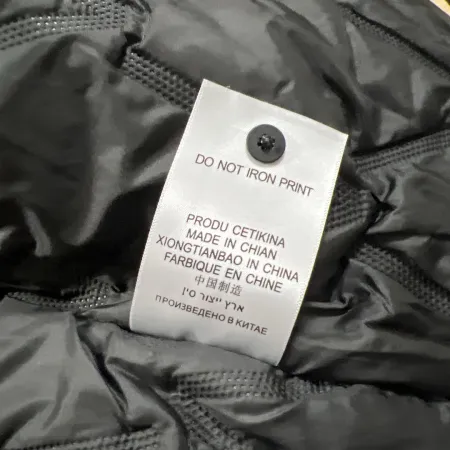 DO NOT IRON PRINT
PRODU CETIKINA
MADE IN CHIAN
XIONGTIANBAO IN CHINA
FARBIQUE EN CHINE
中国制造
ארץ ייצור סין
ПРОИЗВЕДЕНО В КИТАЕ